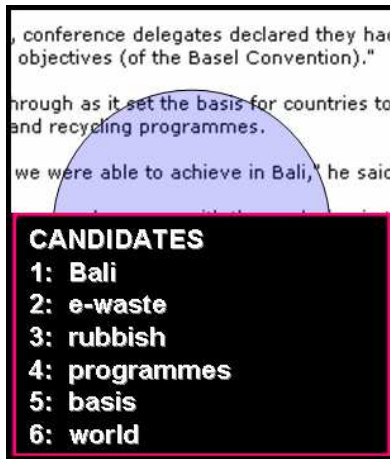 , conference delegates declared they had
objectives (of the Basel Convention)."
hrough as it set the basis for countries to
and recycling programmes.
we were able to achieve in Bali," he said
CANDIDATES
1: Bali
2: e-waste
3: rubbish
4: programmes
5: basis
6: world